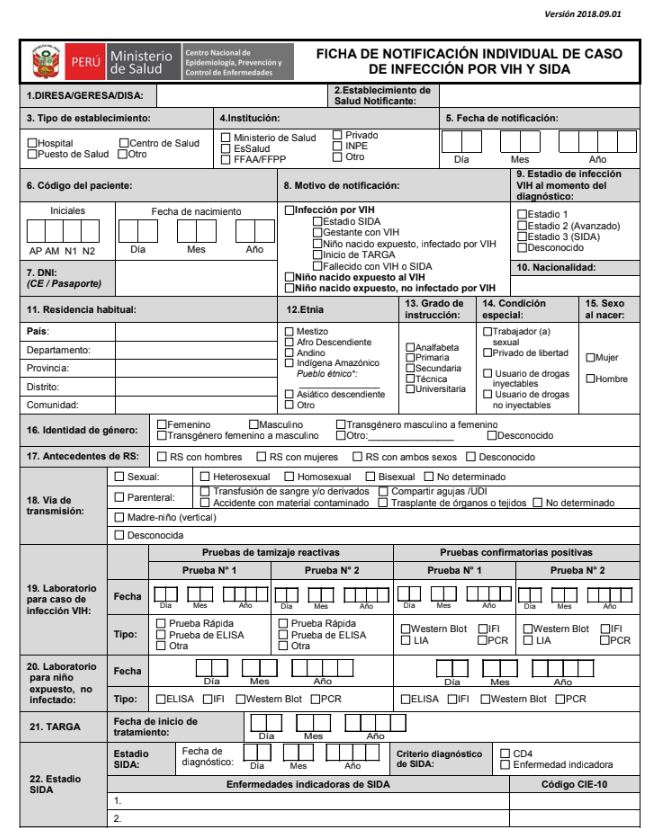 Versión 2018.09.01
PERÚ
Ministerio de Salud
Centro Nacional de Epidemiología, Prevención y Control de Enfermedades
FICHA DE NOTIFICACIÓN INDIVIDUAL DE CASO
DE INFECCIÓN POR VIH Y SIDA
1.DIRESA/GERESA/DISA:
2.Establecimiento de
Salud Notificante:
3. Tipo de establecimiento:
Hospital Centro de Salud
Puesto de Salud Otro
4.Institución:
Ministerio de Salud Privado
EsSalud INPE
FFAA/FFPP Otro
5. Fecha de notificación:
Día Mes Año
6. Código del paciente:
Iniciales Fecha de nacimiento
AP AM N1 N2 Día Mes Año
7. DNI:
(CE / Pasaporte)
8. Motivo de notificación:
Infección por VIH
Estadio SIDA
Gestante con VIH
Niño nacido expuesto, infectado por VIH
Inicio de TARGA
Fallecido con VIH o SIDA
Niño nacido expuesto al VIH
Niño nacido expuesto, no infectado por VIH
9. Estadio de infección
VIH al momento del
diagnóstico:
Estadio 1
Estadio 2 (Avanzado)
Estadio 3 (SIDA)
Desconocido
10. Nacionalidad:
11. Residencia habitual:
País:
Departamento:
Provincia:
Distrito:
Comunidad:
12.Etnia
Mestizo
Afro Descendiente
Andino
Indígena Amazónico
Pueblo étnico*:
Asiático descendiente
Otro
13. Grado de
instrucción:
Analfabeta
Primaria
Secundaria
Técnica
Universitaria
14. Condición
especial:
Trabajador (a)
sexual
Privado de libertad
Usuario de drogas
inyectables
Usuario de drogas
no inyectables
15. Sexo
al nacer:
Mujer
Hombre
16. Identidad de género:
Femenino Masculino Transgénero masculino a femenino
Transgénero femenino a masculino Otro:_________________ Desconocido
17. Antecedentes de RS:
RS con hombres RS con mujeres RS con ambos sexos Desconocido
18. Vía de
transmisión:
Sexual: Heterosexual Homosexual Bisexual No determinado
Parenteral:
Transfusión de sangre y/o derivados Compartir agujas /UDI
Accidente con material contaminado Trasplante de órganos o tejidos No determinado
Madre-niño (vertical)
Desconocida
19. Laboratorio
para caso de
infección VIH:
Pruebas de tamizaje reactivas Pruebas confirmatorias positivas
Prueba N° 1 Prueba N° 2 Prueba N° 1 Prueba N° 2
Fecha
Día Mes Año Día Mes Año Día Mes Año Día Mes Año
Tipo:
Prueba Rápida Prueba Rápida
Prueba de ELISA Prueba de ELISA
Otra Otra
Western Blot IFI Western Blot IFI
LIA PCR LIA PCR
20. Laboratorio
para niño
expuesto, no
infectado:
Fecha
Día Mes Año Día Mes Año
Tipo: ELISA IFI Western Blot PCR ELISA IFI Western Blot PCR
21. TARGA
Fecha de inicio de
tratamiento:
Día Mes Año
22. Estadio
SIDA
Estadio
SIDA:
Fecha de
diagnóstico:
Día Mes Año
Criterio diagnóstico
de SIDA:
CD4
Enfermedad indicadora
Enfermedades indicadoras de SIDA Código CIE-10
1.
2.